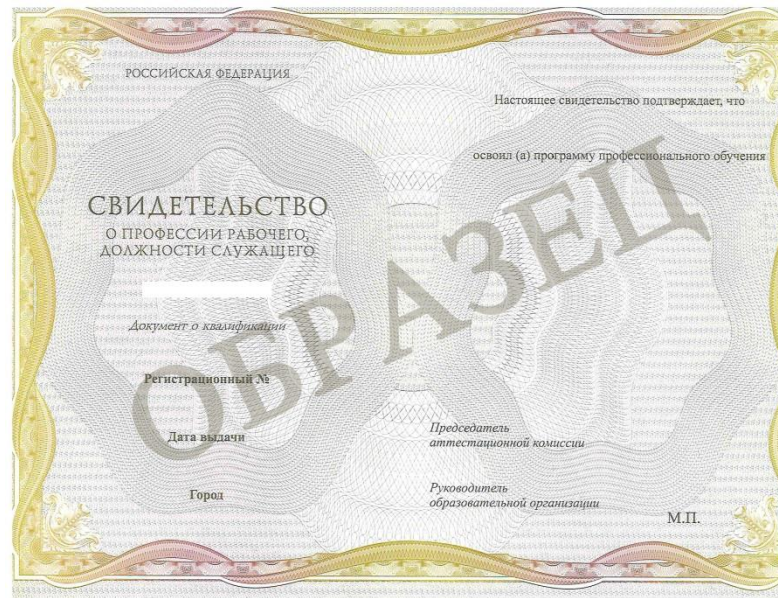 РОССИЙСКАЯ ФЕДЕРАЦИЯ
СВИДЕТЕЛЬСТВО
О ПРОФЕССИИ РАБОЧЕГО,
ДОЛЖНОСТИ СЛУЖАЩЕГО
Документ о квалификации
Регистрационный №
Дата выдачи
Город
Настоящее свидетельство подтверждает, что
освоил (а) программу профессионального обучения
ОБРАЗЕЦ
Председатель
аттестационной комиссии
Руководитель
образовательной организации
М.П.